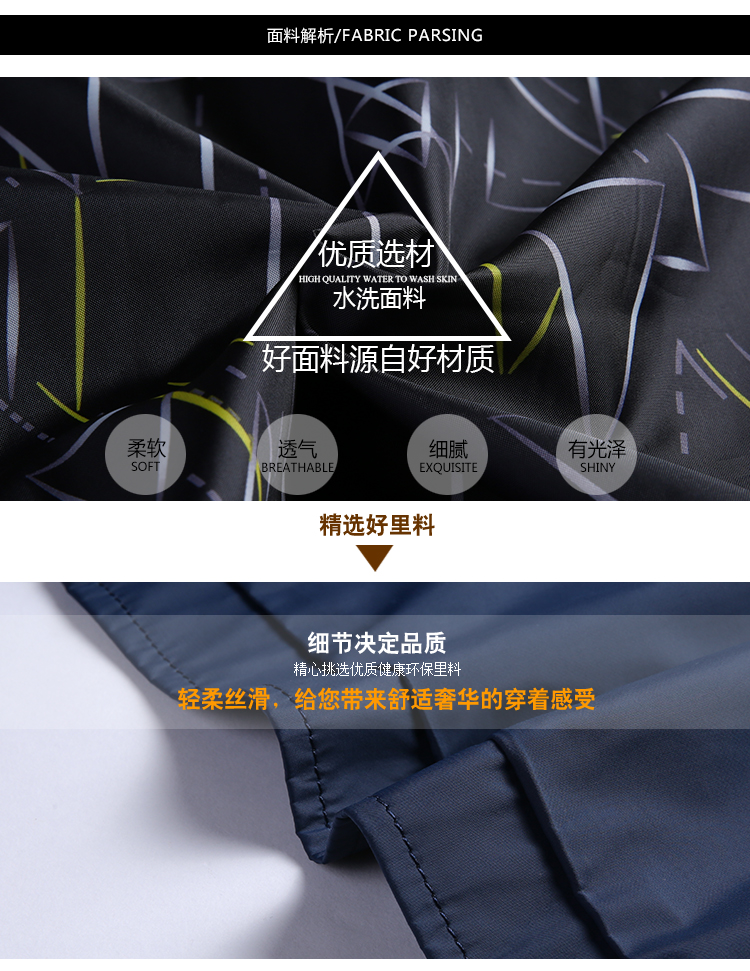 面料解析/FABRIC PARSING
优质选材
HIGH QUALITY WATER TO WASH SKIN
水洗面料
好面料源自好材质
柔软
SOFT
透气
BREATHABLE
细腻
EXQUISITE
有光泽
SHINY
精选好里料
细节决定品质
精心挑选优质健康环保里料
轻柔丝滑，给您带来舒适奢华的穿着感受